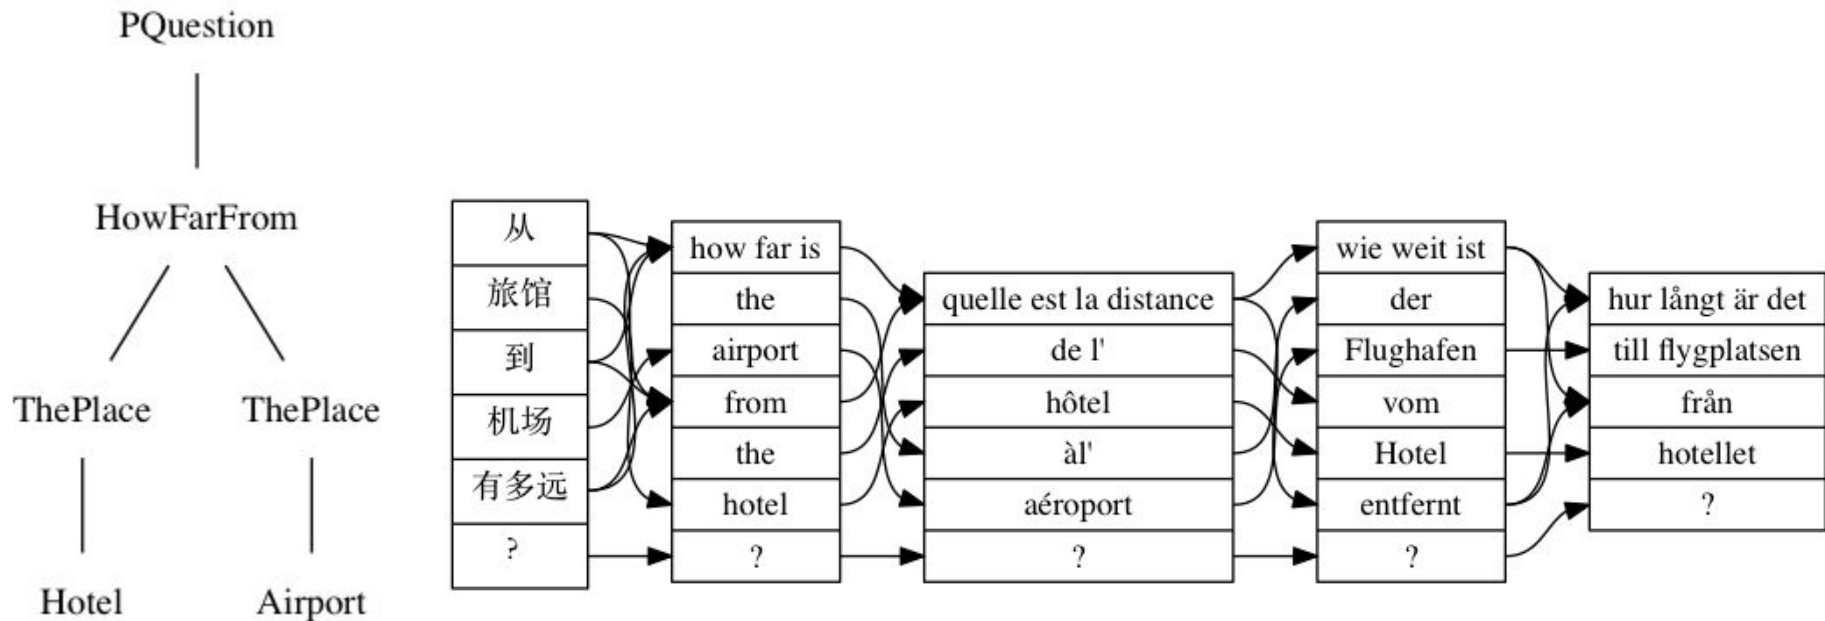 PQuestion
HowFarFrom
ThePlace ThePlace
Hotel Airport
从
旅馆
到
机场
有多远
?
how far is
the
airport
from
the
hotel
?
quelle est la distance
de l'
hôtel
àl'
aéroport
?
wie weit ist
der
Flughafen
vom
Hotel
entfernt
?
hur långt är det
till flygplatsen
från
hotellet
?